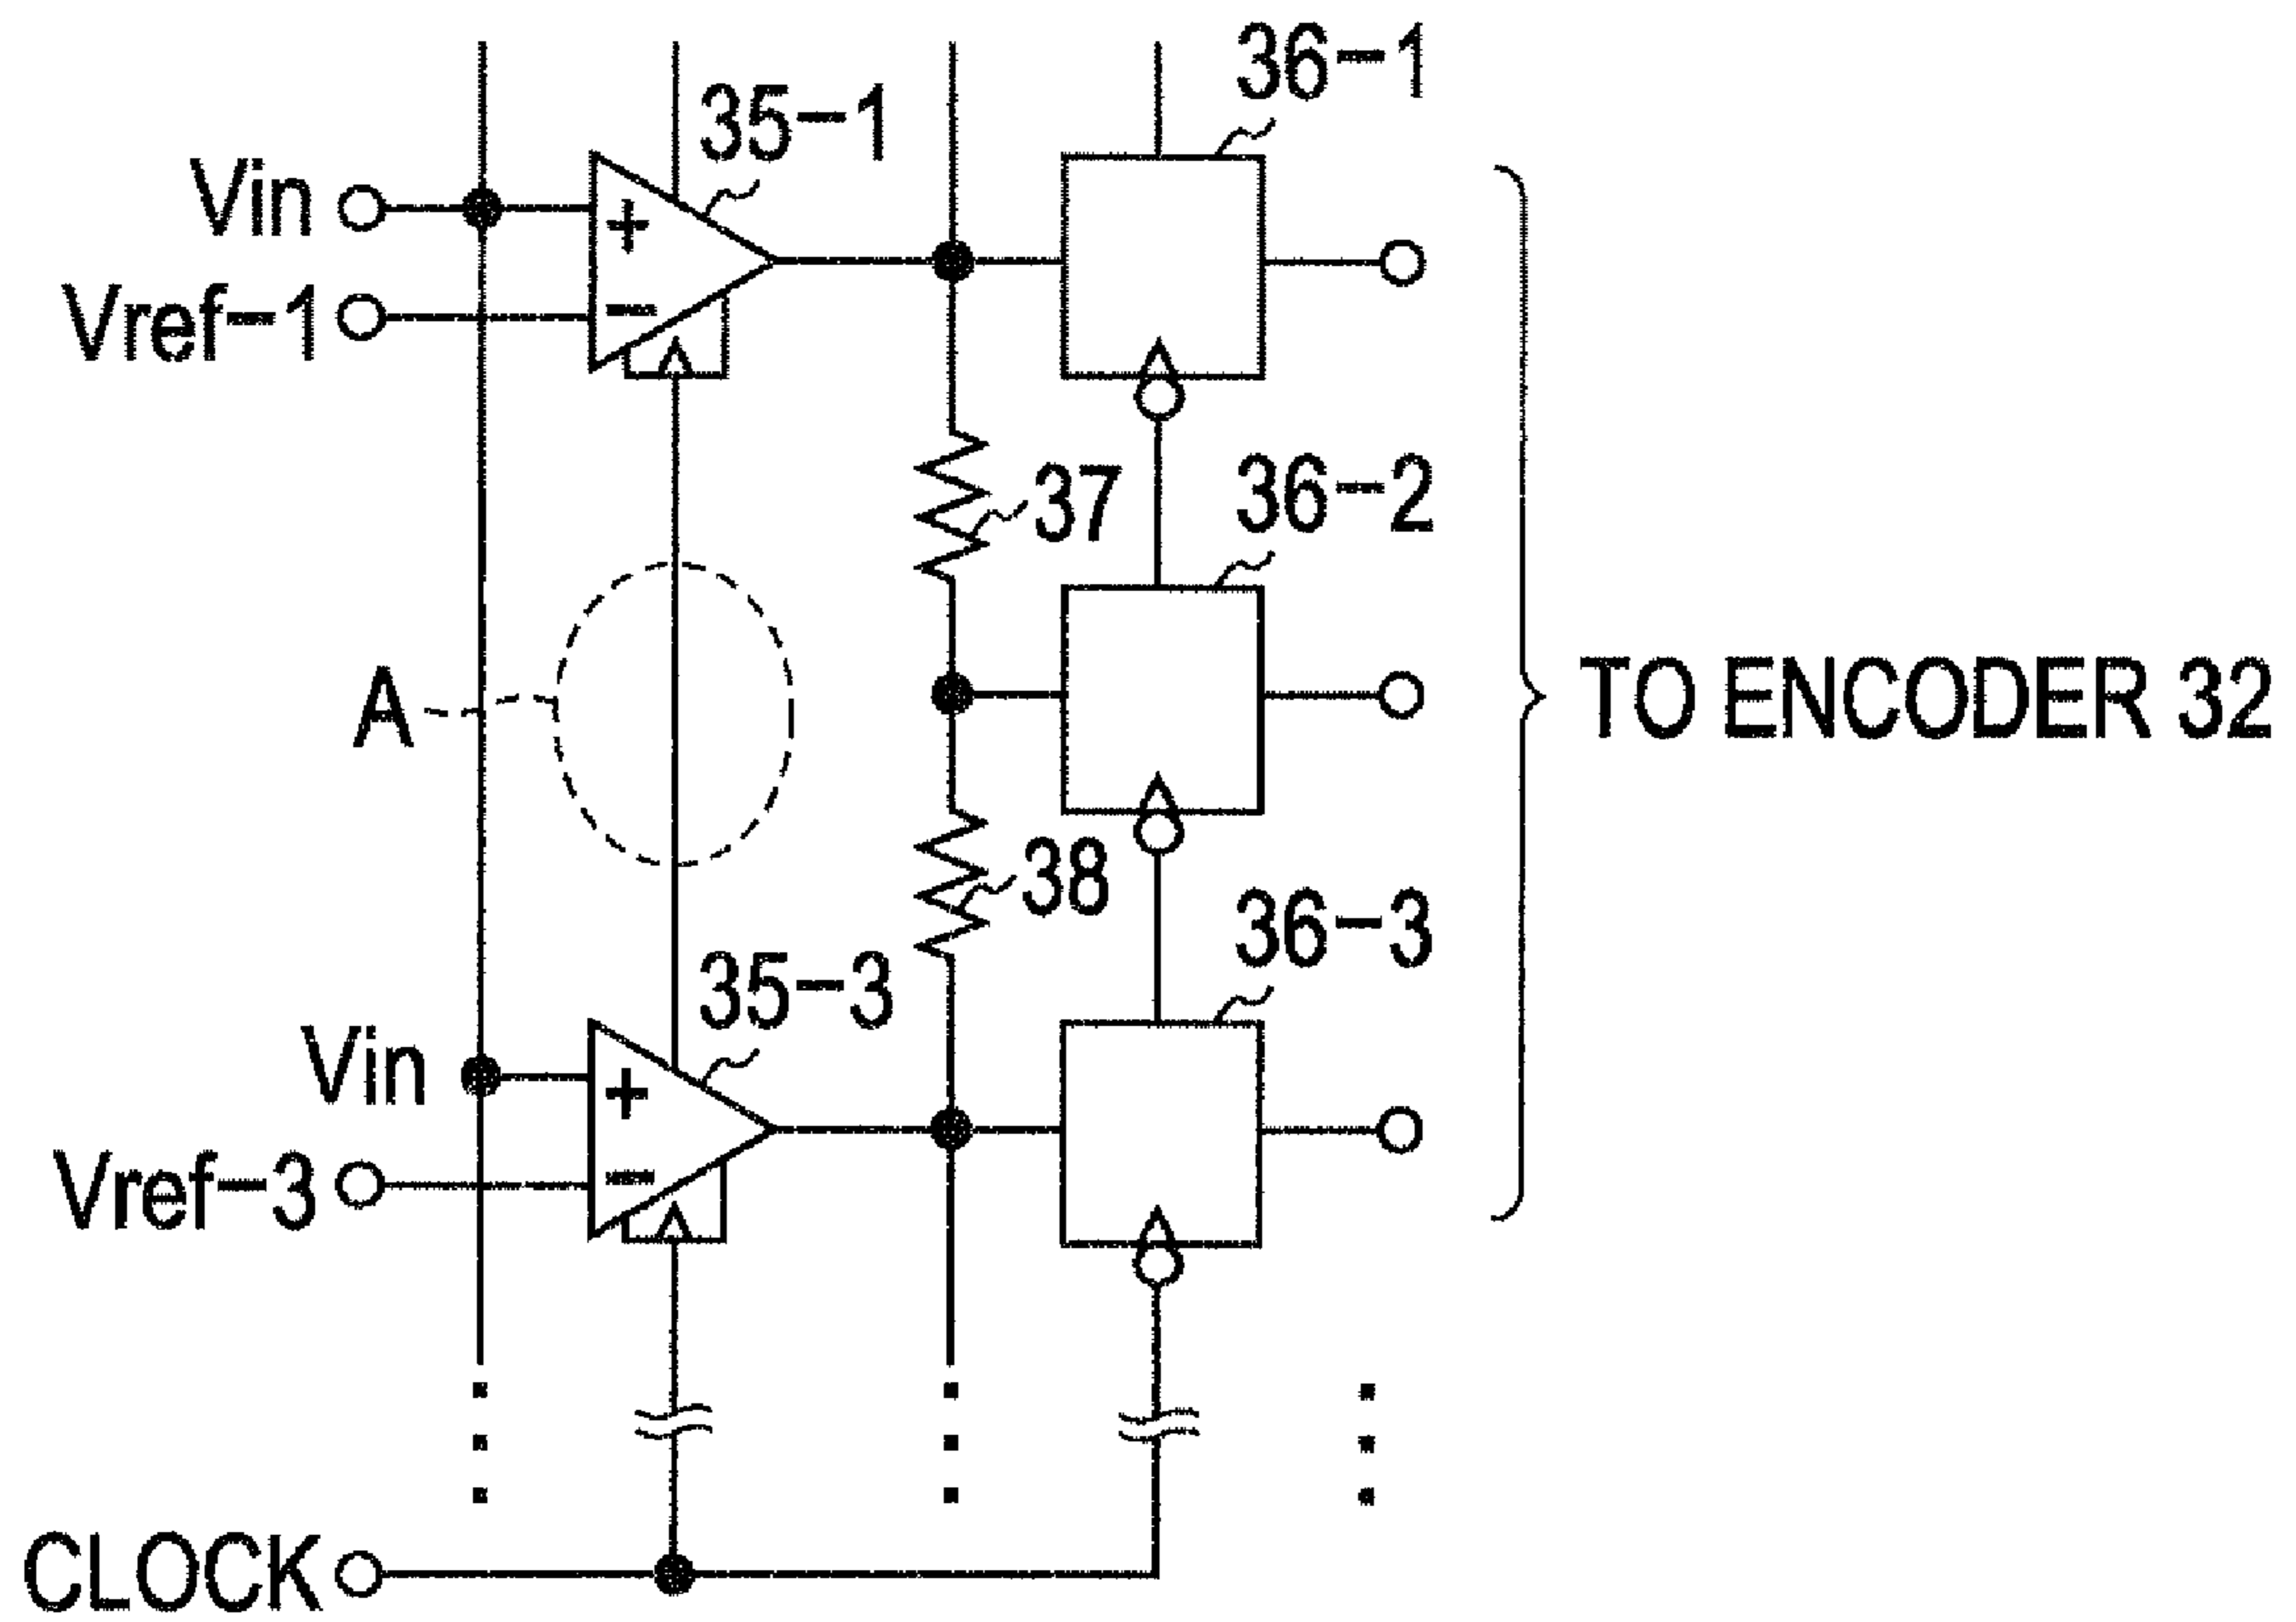 36-1
35-1
Vin
+
Vref-1
-
37
36-2
A
TO ENCODER 32
38
36-3
35-3
Vin
+
Vref-3
-
CLOCK